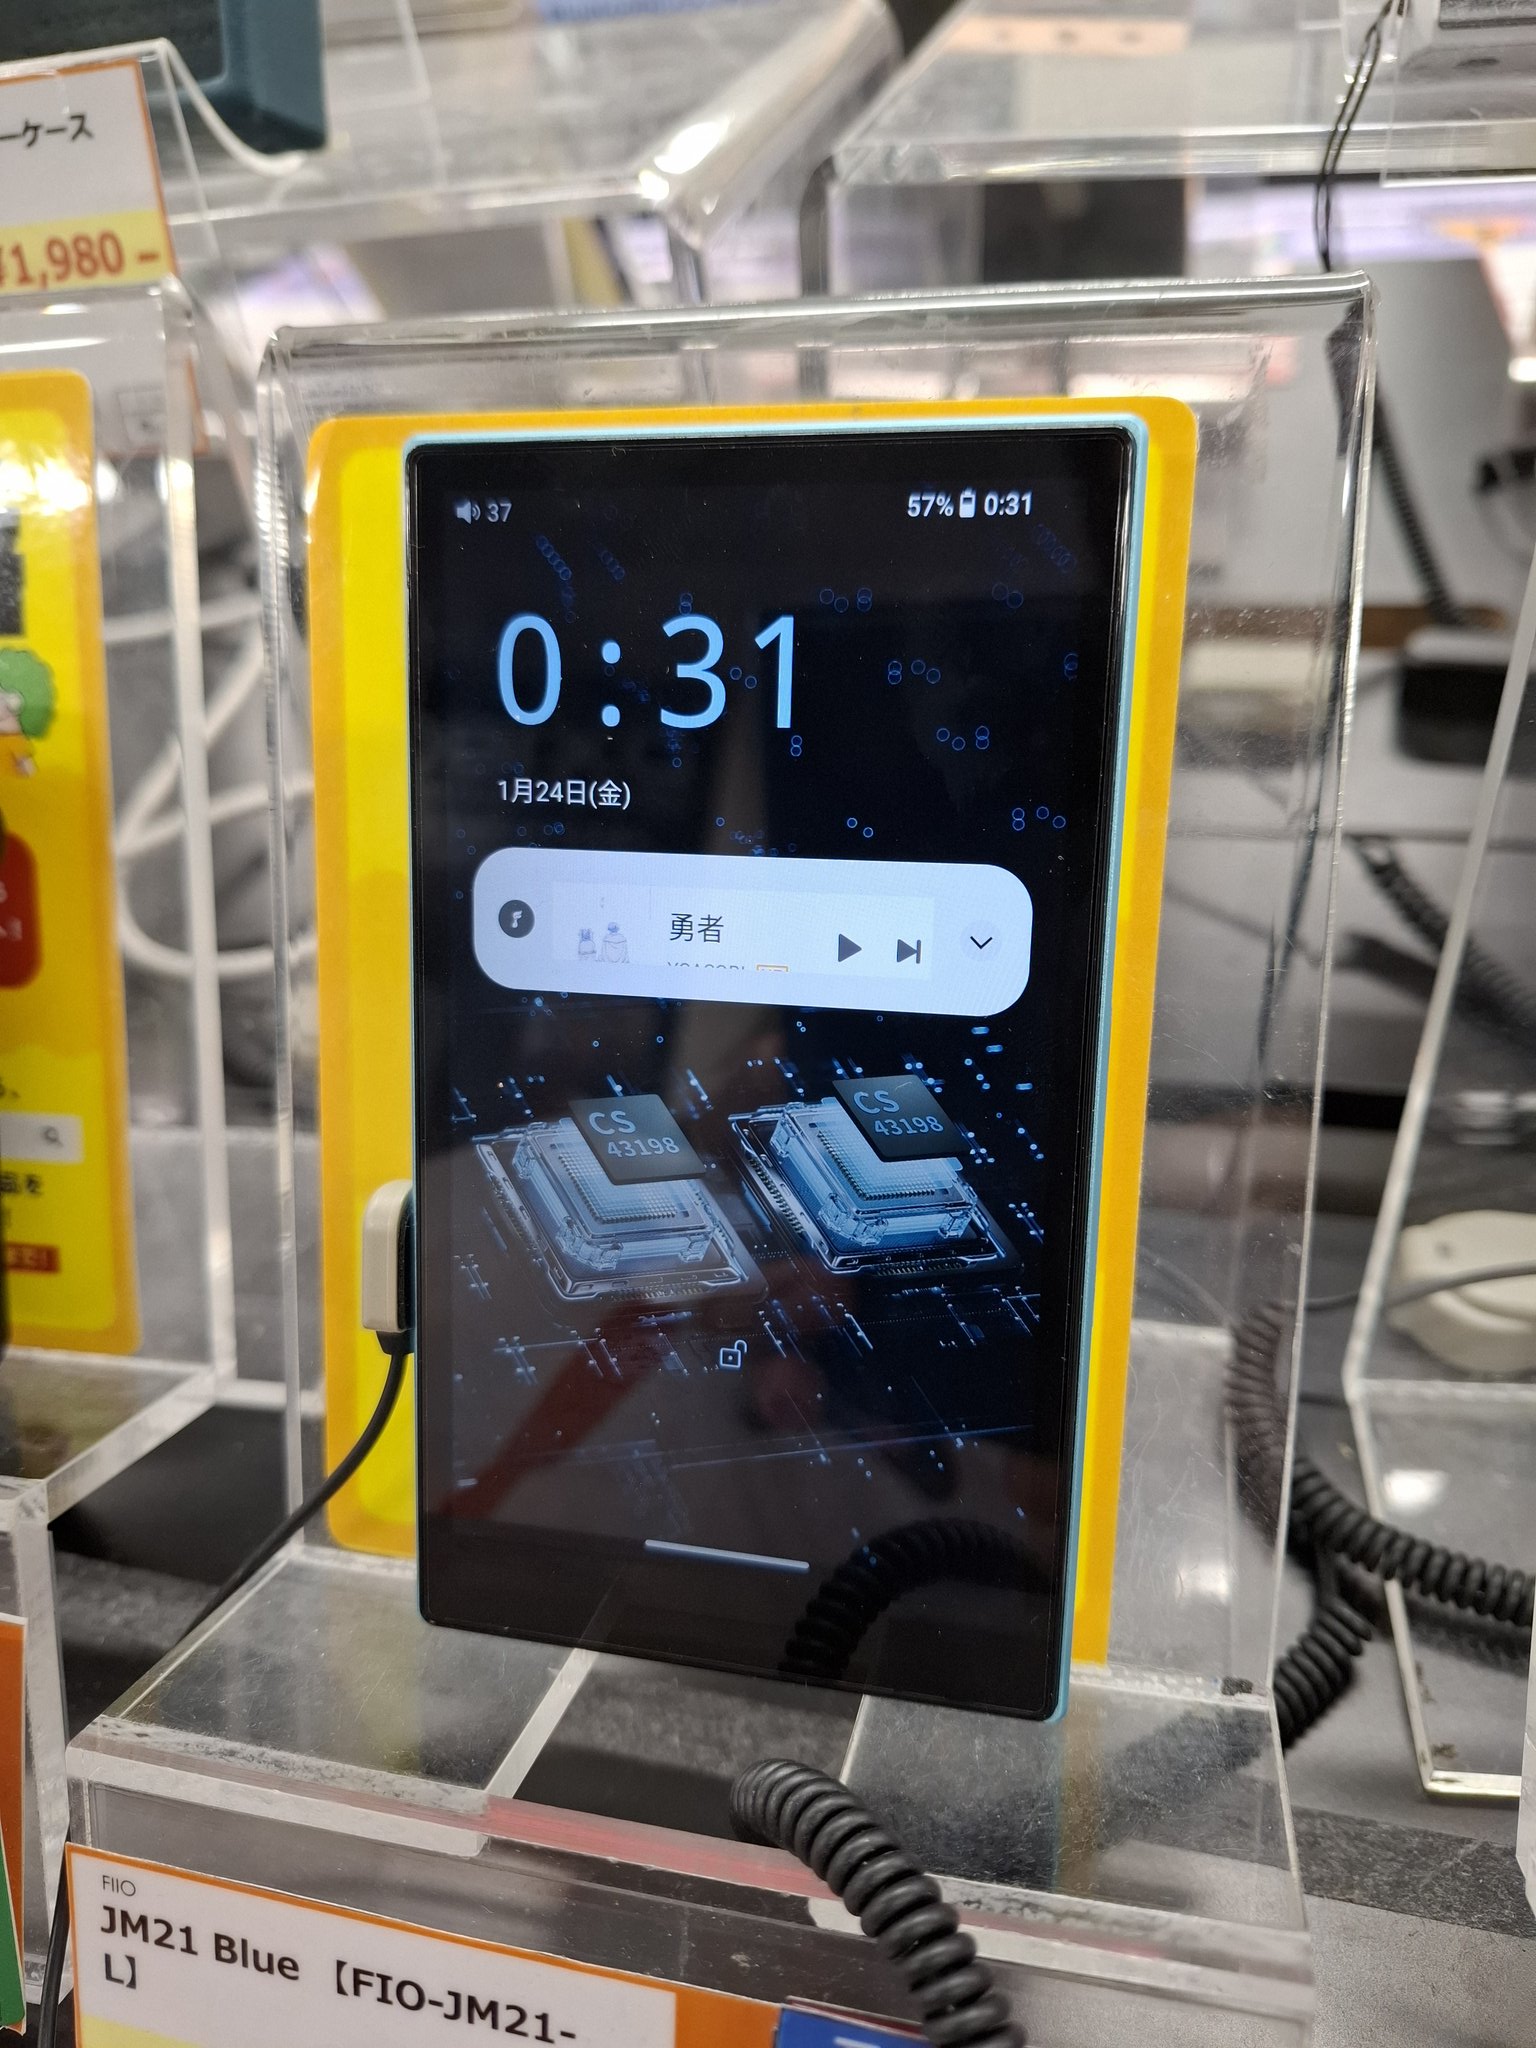 ーケース
¥1,980 –
37
57% 0:31
0:31
1月24日(金)
勇者
CS
43198
CS
43198
FIIO
JM21 Blue 【FIO-JM21-
L】